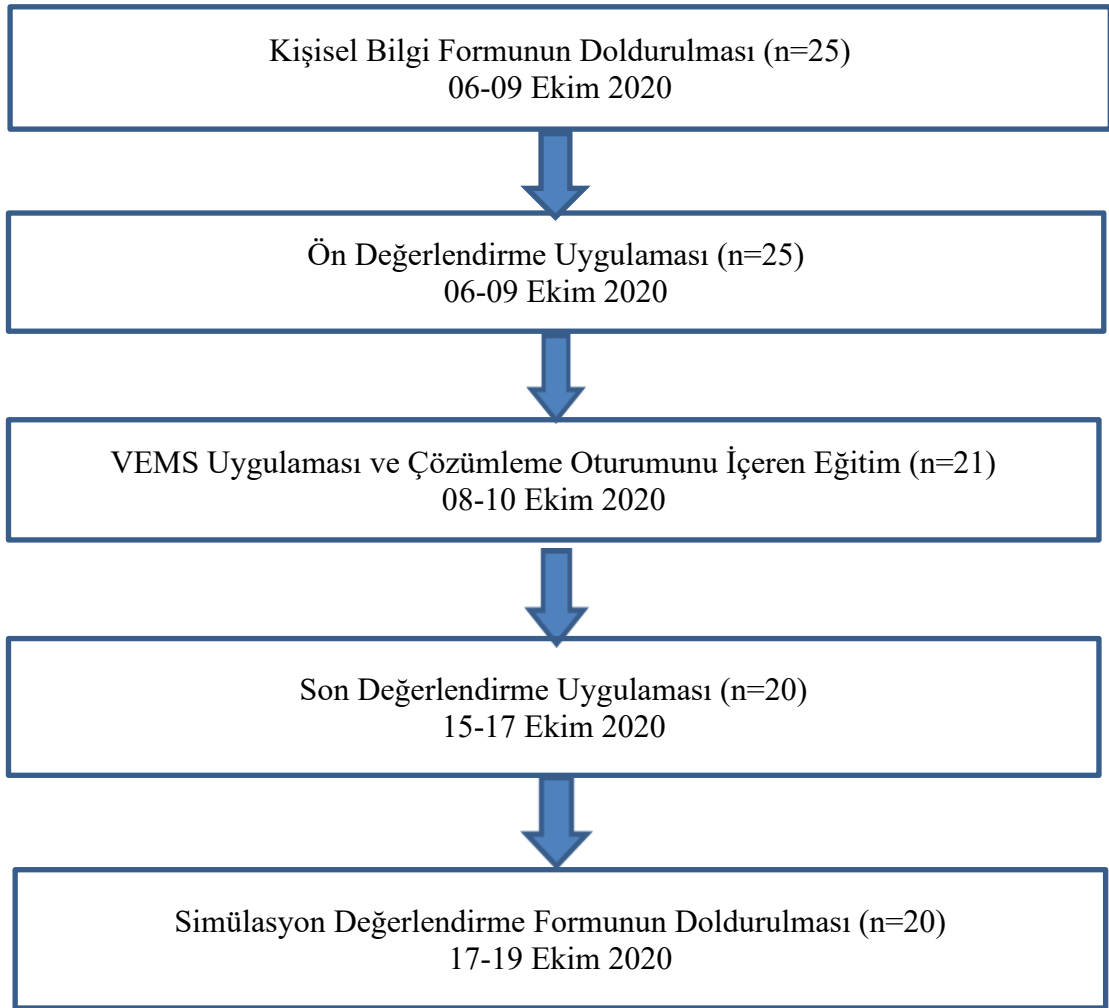 Kişisel Bilgi Formunun Doldurulması (n=25)
06-09 Ekim 2020
Ön Değerlendirme Uygulaması (n=25)
06-09 Ekim 2020
VEMS Uygulaması ve Çözümleme Oturumunu İçeren Eğitim (n=21)
08-10 Ekim 2020
Son Değerlendirme Uygulaması (n=20)
15-17 Ekim 2020
Simülasyon Değerlendirme Formunun Doldurulması (n=20)
17-19 Ekim 2020